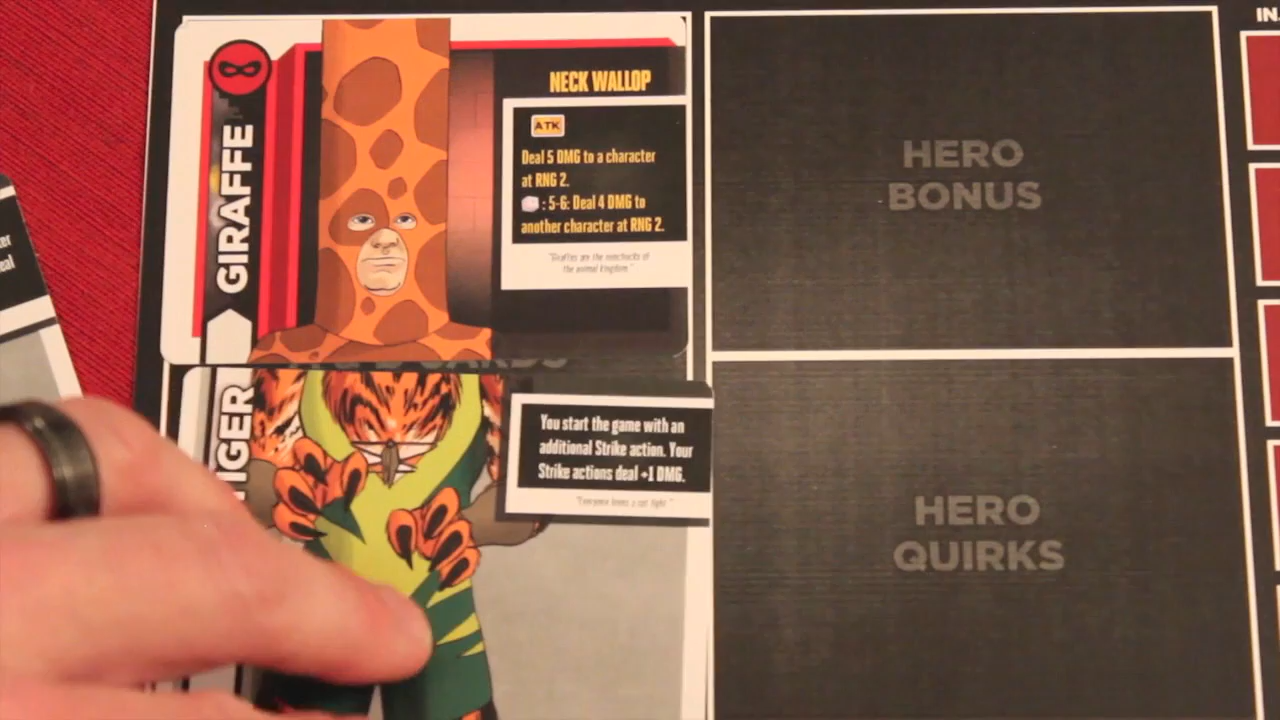 GIRAFFE
NECK WALLOP
ATK
Deal 5 DMG to a character
at RNG 2.
: 5-6: Deal 4 DMG to
another character at RNG 2.
"Giraffes are the nunchucks of
the animal kingdom."
HERO
BONUS
CARDS
TIGER
You start the game with an
additional Strike action. Your
Strike actions deal +1 DMG.
"Everyone loves a cat fight."
HERO
QUIRKS
IN